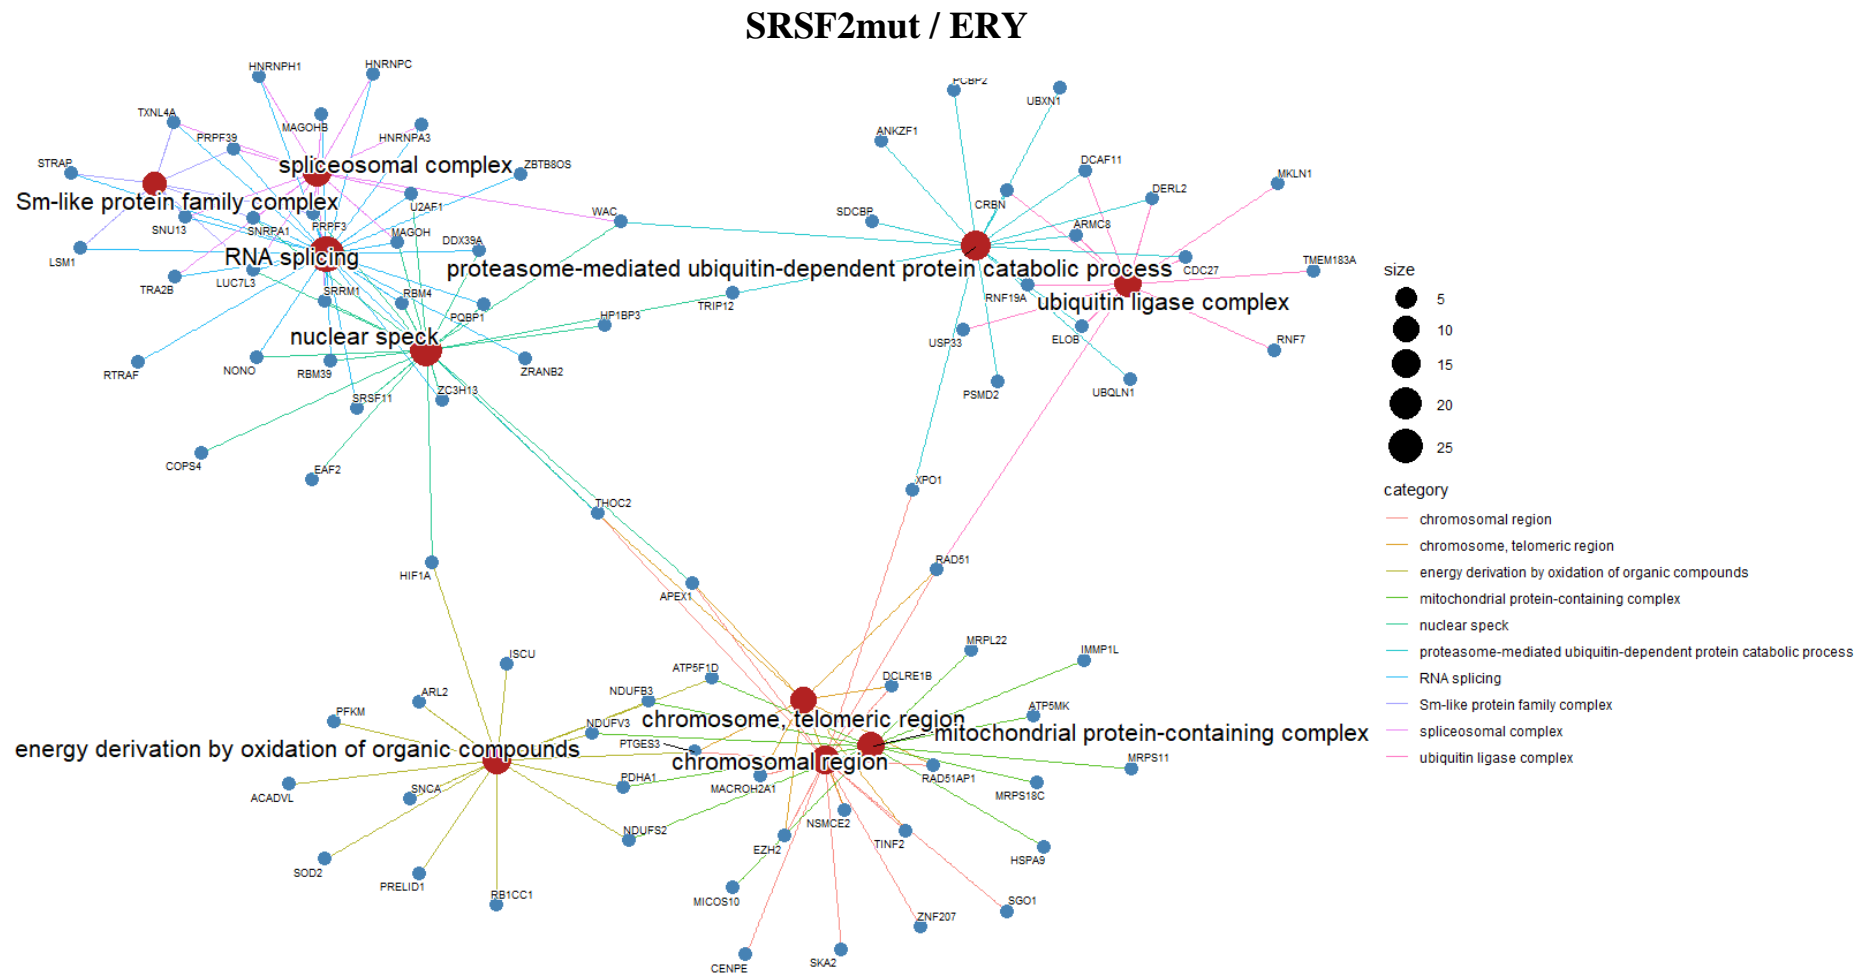 SRSF2mut / ERY
HNRNPH1
HNRNPC
PCBP2
UBXN1
TXNL4A
MAGOHB
PRPF39
HNRNPA3
ANKZF1
STRAP
spliceosomal complex
ZBTB8OS
DCAF11
MKLN1
DERL2
Sm-like protein family complex
U2AF1
CRBN
WAC
SDCBP
SNU13
SNRPA1
PRPF3
MAGOH
ARMC8
DDX39A
LSM1
RNA splicing
proteasome-mediated ubiquitin-dependent protein catabolic process
CDC27
TMEM183A
TRA2B
LUC7L3
SRRM1
RBM4
PQBP1
TRIP12
RNF19A
ubiquitin ligase complex
HP1BP3
nuclear speck
USP33
ELOB
RNF7
RTRAF
NONO
RBM39
ZRANB2
SRSF11
ZC3H13
PSMD2
UBQLN1
COPS4
EAF2
XPO1
THOC2
HIF1A
RAD51
APEX1
ISCU
MRPL22
IMMP1L
ATP5F1D
DCLRE1B
ARL2
NDUFB3
PFKM
NDUFV3
chromosome, telomeric region
ATP5MK
energy derivation by oxidation of organic compounds
PTGES3
mitochondrial protein-containing complex
chromosomal region
MRPS11
ACADVL
SNCA
PDHA1
MACROH2A1
RAD51AP1
MRPS18C
NDUFS2
NSMCE2
EZH2
TINF2
HSPA9
SOD2
PRELID1
RB1CC1
MICOS10
SGO1
ZNF207
CENPE
SKA2
size
5
10
15
20
25
category
chromosomal region
chromosome, telomeric region
energy derivation by oxidation of organic compounds
mitochondrial protein-containing complex
nuclear speck
proteasome-mediated ubiquitin-dependent protein catabolic process
RNA splicing
Sm-like protein family complex
spliceosomal complex
ubiquitin ligase complex